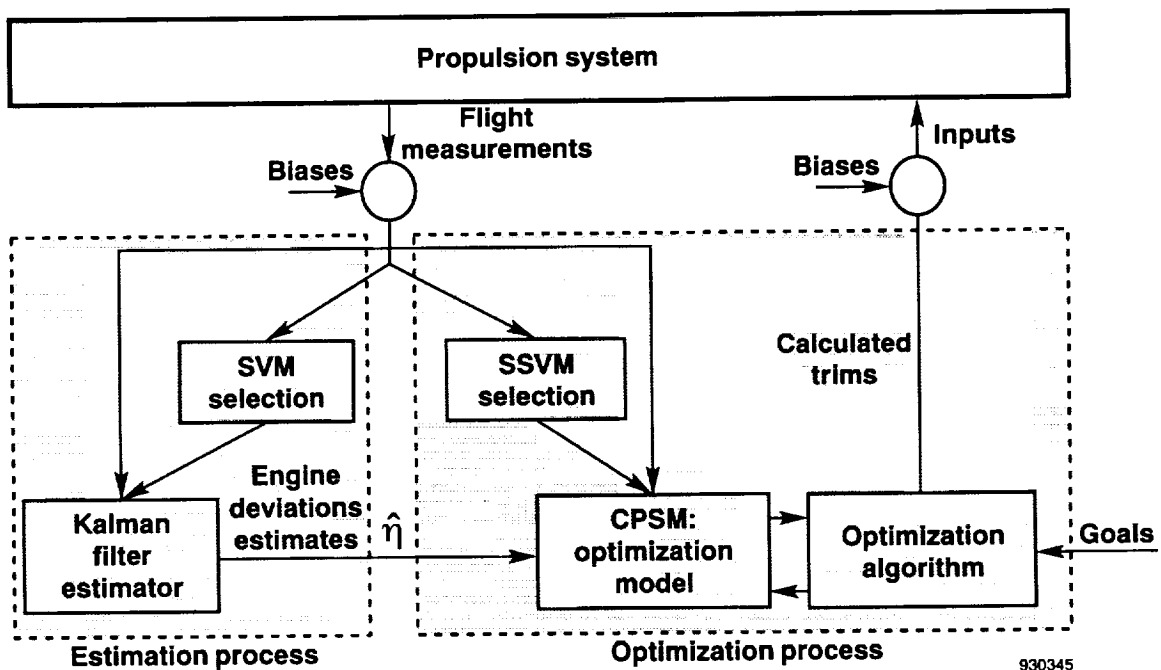 Propulsion system
Flight
measurements
Inputs
Biases
Biases
SVM
selection
SSVM
selection
Calculated
trims
Engine
deviations
estimates
η̂
Kalman
filter
estimator
CPSM:
optimization
model
Optimization
algorithm
Goals
Estimation process
Optimization process
930345